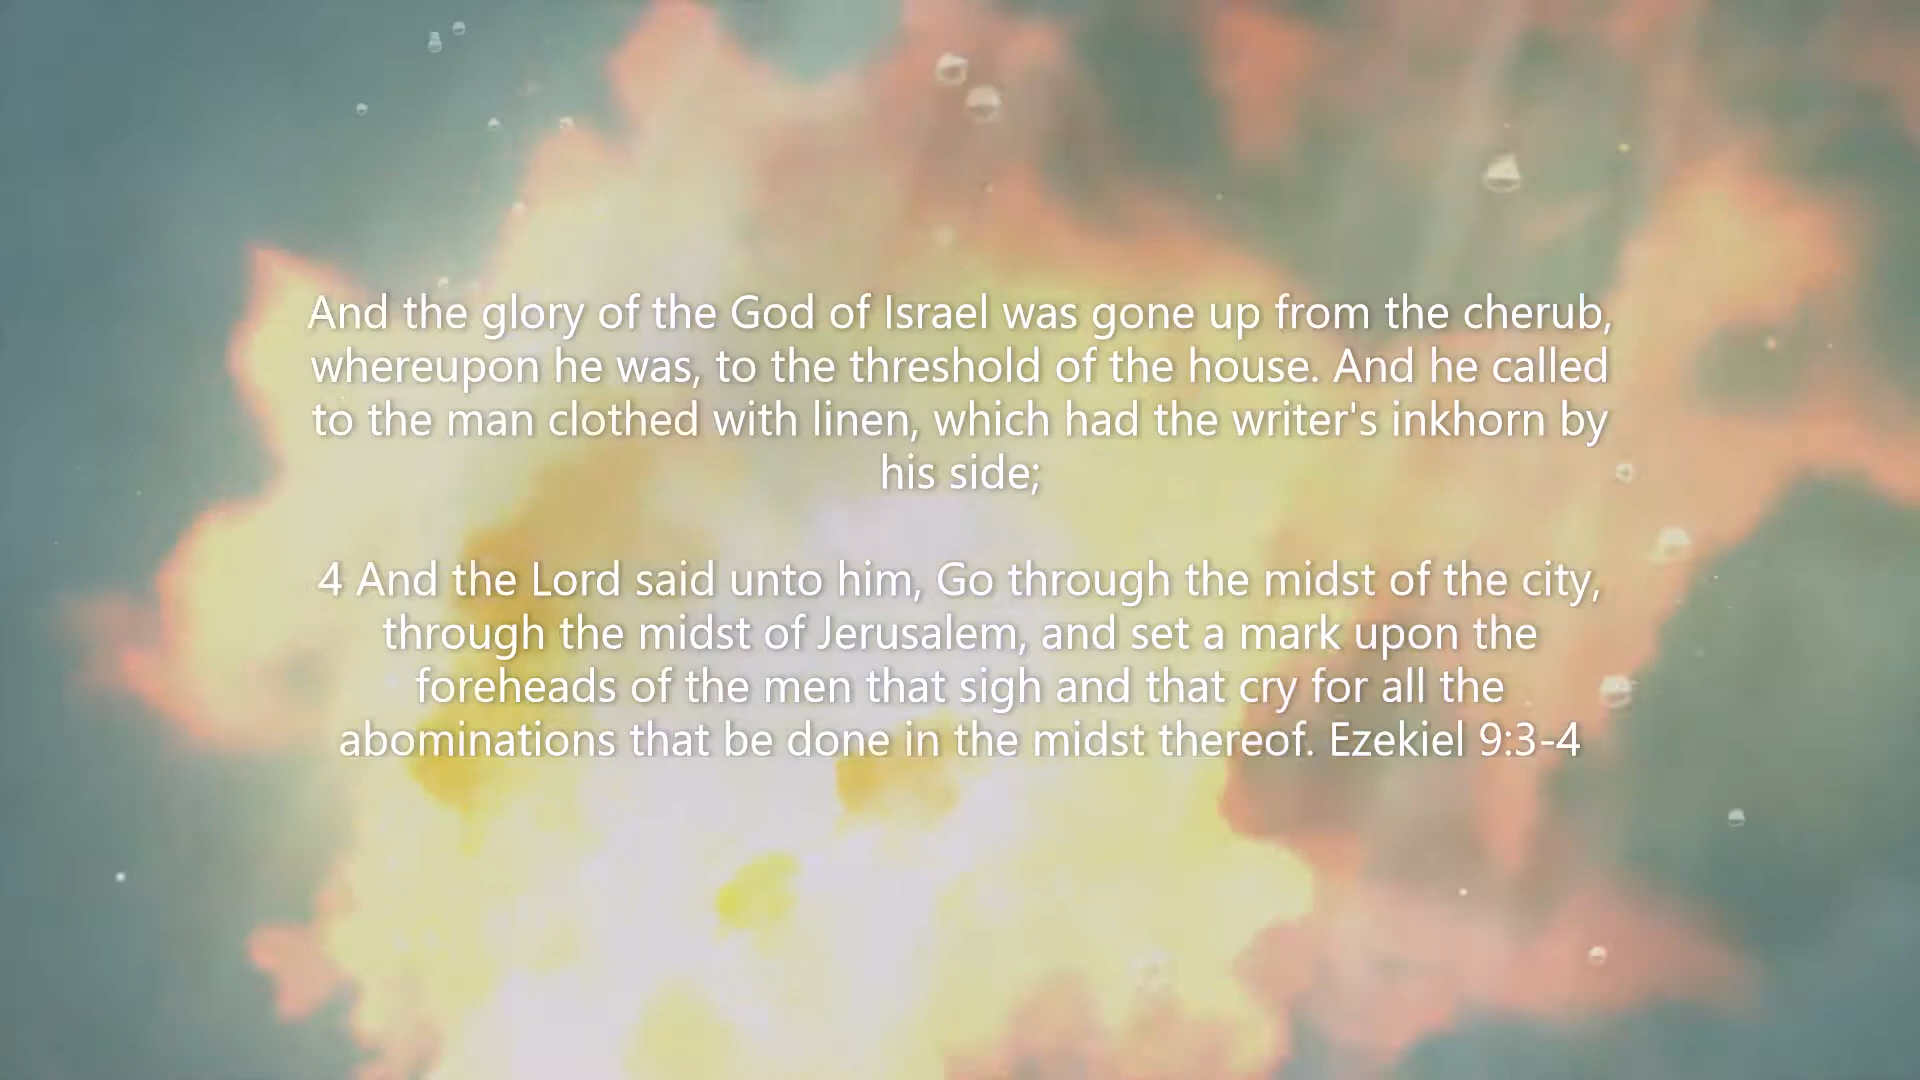 And the glory of the God of Israel was gone up from the cherub,
whereupon he was, to the threshold of the house. And he called
to the man clothed with linen, which had the writer's inkhorn by
his side;
4 And the Lord said unto him, Go through the midst of the city,
through the midst of Jerusalem, and set a mark upon the
foreheads of the men that sigh and that cry for all the
abominations that be done in the midst thereof. Ezekiel 9:3-4